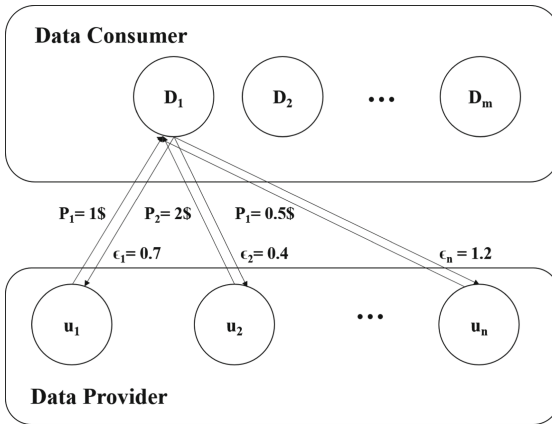 Data Consumer
D₁ D₂ ••• Dₘ
P₁= 1$ P₂= 2$ P₁= 0.5$
ϵ₁= 0.7 ϵ₂= 0.4 ϵₙ = 1.2
u₁ u₂ ••• uₙ
Data Provider